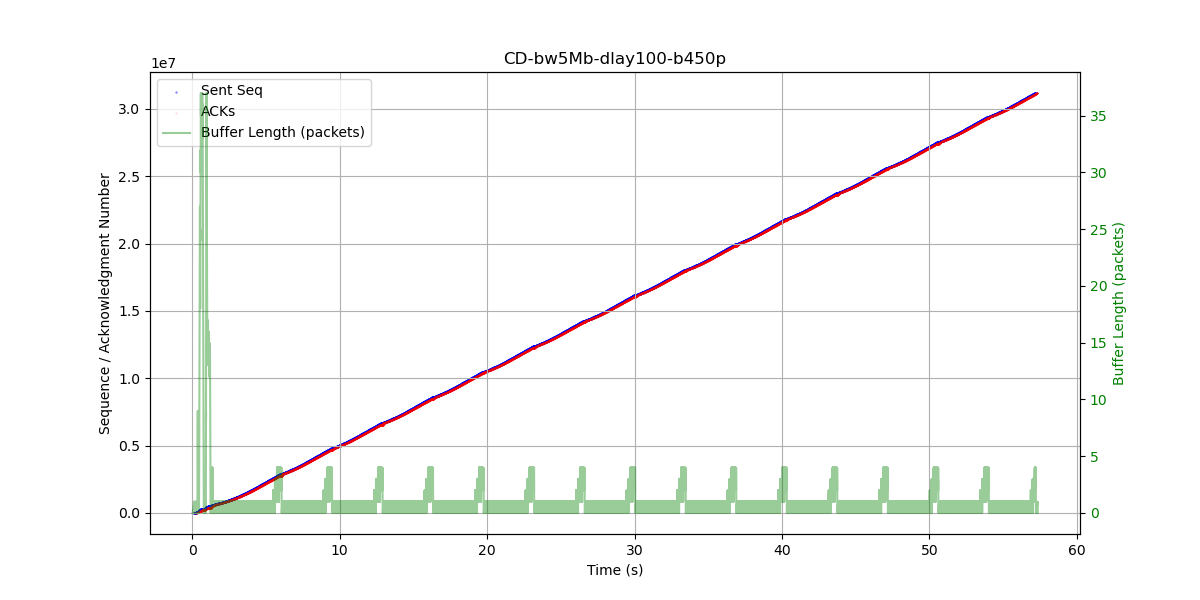 CD-bw5Mb-dlay100-b450p
1e7
Sent Seq
ACKs
Buffer Length (packets)
3.0
2.5
2.0
1.5
1.0
0.5
0.0
Sequence / Acknowledgment Number
35
30
25
20
15
10
5
0
Buffer Length (packets)
0 10 20 30 40 50 60
Time (s)